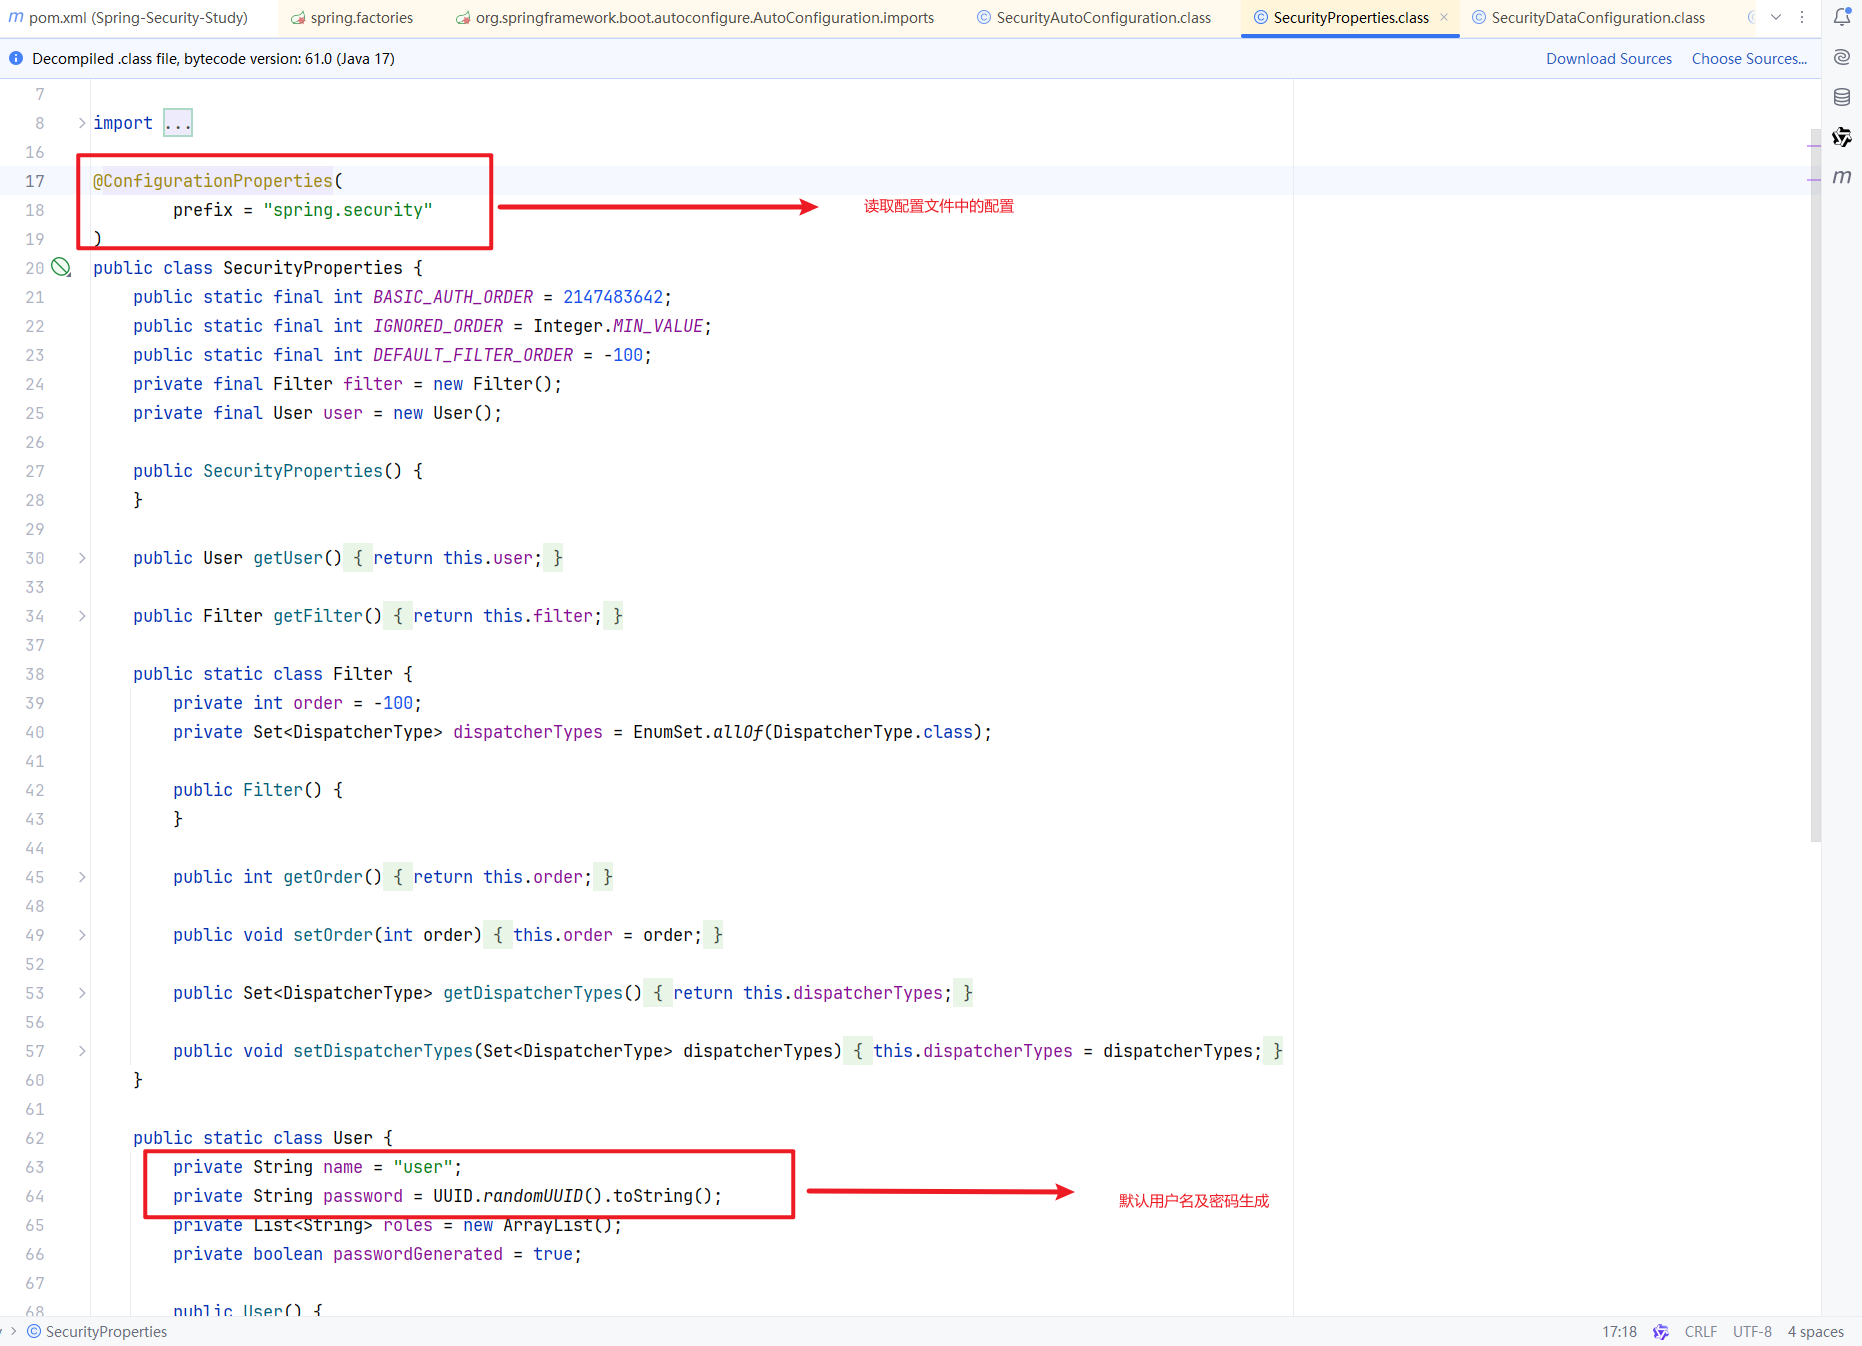 m pom.xml (Spring-Security-Study) spring.factories org.springframework.boot.autoconfigure.AutoConfiguration.imports SecurityAutoConfiguration.class SecurityProperties.class SecurityDataConfiguration.class
Decompiled .class file, bytecode version: 61.0 (Java 17) Download Sources Choose Sources...
7
8 import ...
16
17 @ConfigurationProperties(
18 prefix = "spring.security" 读取配置文件中的配置
19 )
20 public class SecurityProperties {
21 public static final int BASIC_AUTH_ORDER = 2147483642;
22 public static final int IGNORED_ORDER = Integer.MIN_VALUE;
23 public static final int DEFAULT_FILTER_ORDER = -100;
24 private final Filter filter = new Filter();
25 private final User user = new User();
26
27 public SecurityProperties() {
28 }
29
30 public User getUser() { return this.user; }
33
34 public Filter getFilter() { return this.filter; }
37
38 public static class Filter {
39 private int order = -100;
40 private Set<DispatcherType> dispatcherTypes = EnumSet.allOf(DispatcherType.class);
41
42 public Filter() {
43 }
44
45 public int getOrder() { return this.order; }
48
49 public void setOrder(int order) { this.order = order; }
52
53 public Set<DispatcherType> getDispatcherTypes() { return this.dispatcherTypes; }
56
57 public void setDispatcherTypes(Set<DispatcherType> dispatcherTypes) { this.dispatcherTypes = dispatcherTypes; }
60 }
61
62 public static class User {
63 private String name = "user";
64 private String password = UUID.randomUUID().toString(); 默认用户名及密码生成
65 private List<String> roles = new ArrayList();
66 private boolean passwordGenerated = true;
67
68 public User() {
SecurityProperties 17:18 CRLF UTF-8 4 spaces